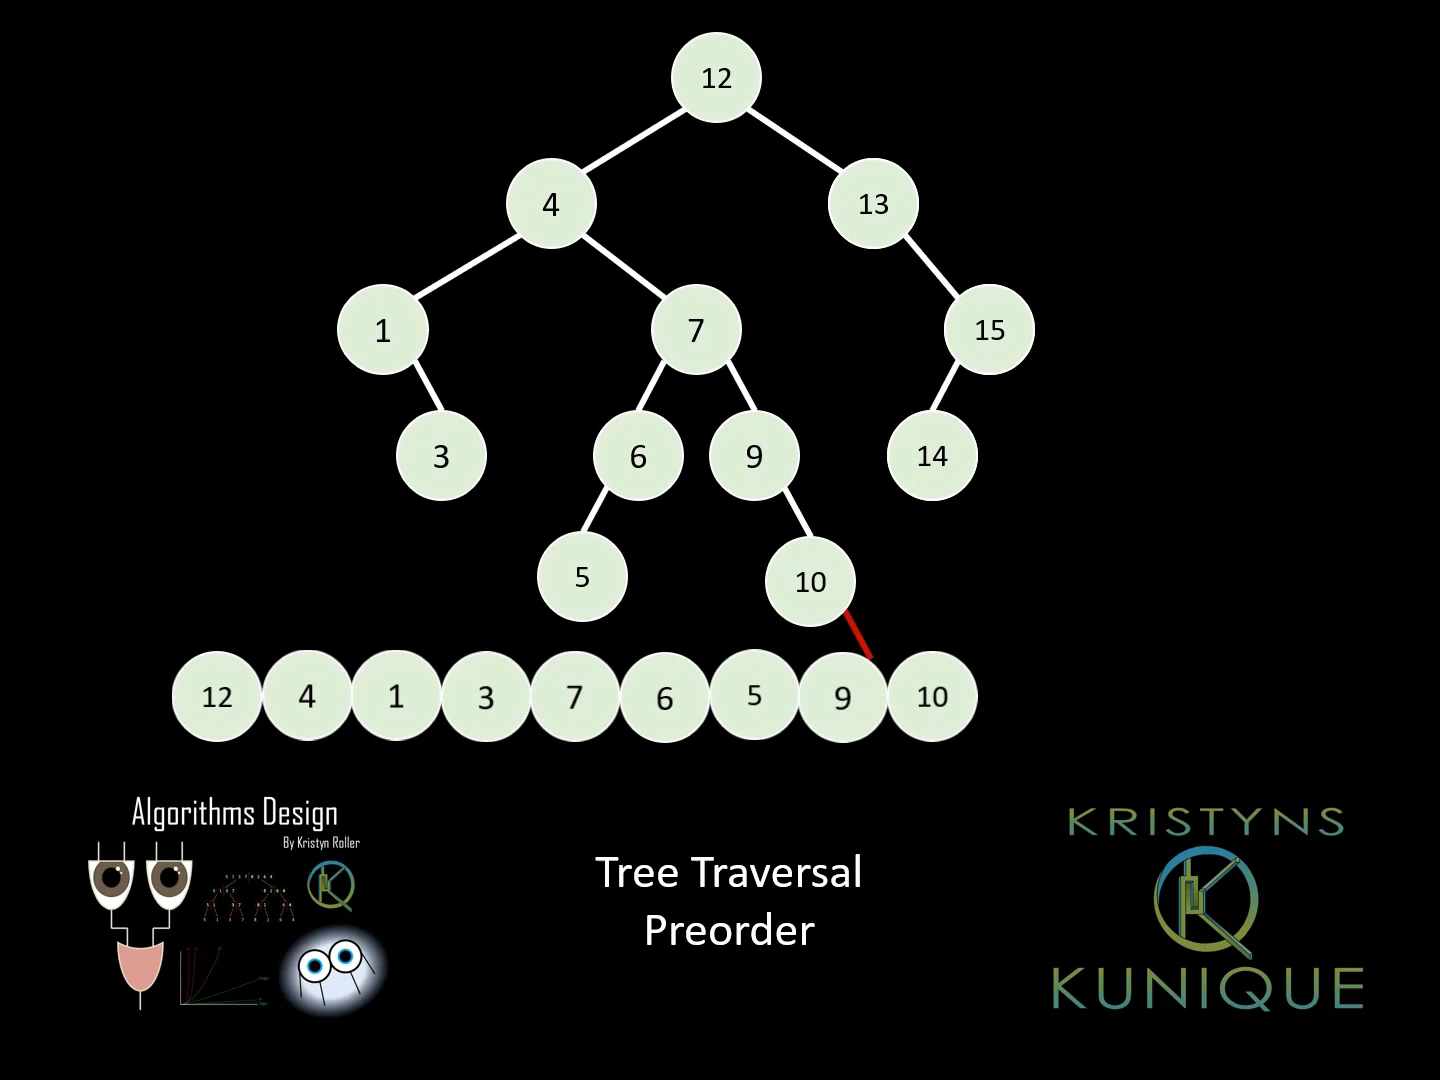 12
4 13
1 7 15
3 6 9 14
5 10
12 4 1 3 7 6 5 9 10
Algorithms Design
By Kristyn Roller
Tree Traversal
Preorder
KRISTYNS
KUNIQUE